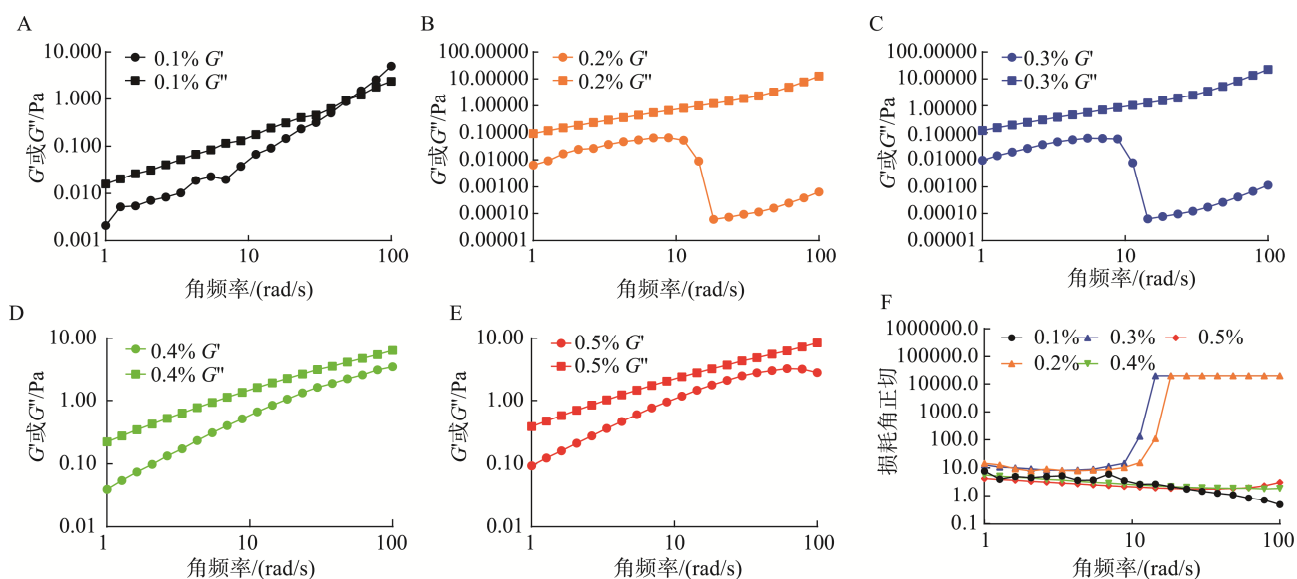 A
10.000
1.000
0.100
0.010
0.001
G'或G''/Pa
0.1% G'
0.1% G''
1
10
100
角频率/(rad/s)
B
100.00000
10.00000
1.00000
0.10000
0.01000
0.00100
0.00010
0.00001
G'或G''/Pa
0.2% G'
0.2% G''
1
10
100
角频率/(rad/s)
C
100.00000
10.00000
1.00000
0.10000
0.01000
0.00100
0.00010
0.00001
G'或G''/Pa
0.3% G'
0.3% G''
1
10
100
角频率/(rad/s)
D
10.00
1.00
0.10
0.01
G'或G''/Pa
0.4% G'
0.4% G''
1
10
100
角频率/(rad/s)
E
10.00
1.00
0.10
0.01
G'或G''/Pa
0.5% G'
0.5% G''
1
10
100
角频率/(rad/s)
F
1000000.0
100000.0
10000.0
1000.0
100.0
10.0
1.0
0.1
损耗角正切
0.1% 0.3% 0.5%
0.2% 0.4%
1
10
100
角频率/(rad/s)